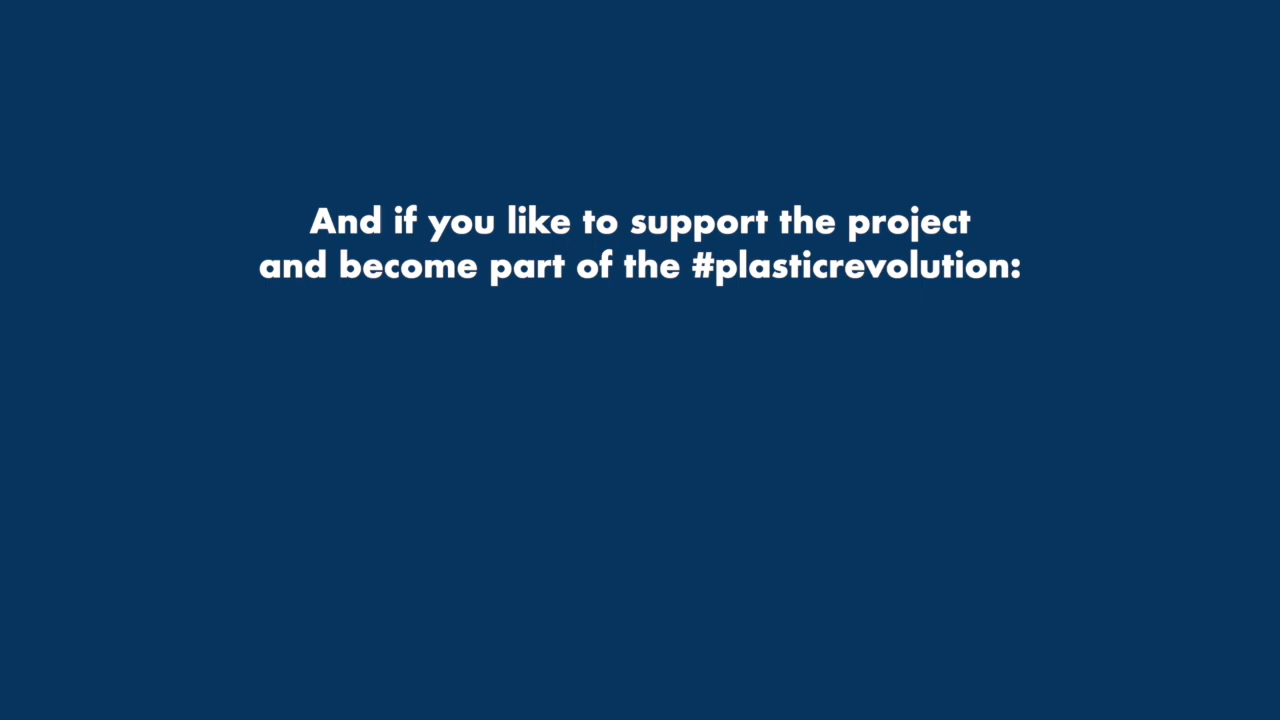 And if you like to support the project
and become part of the #plasticrevolution: